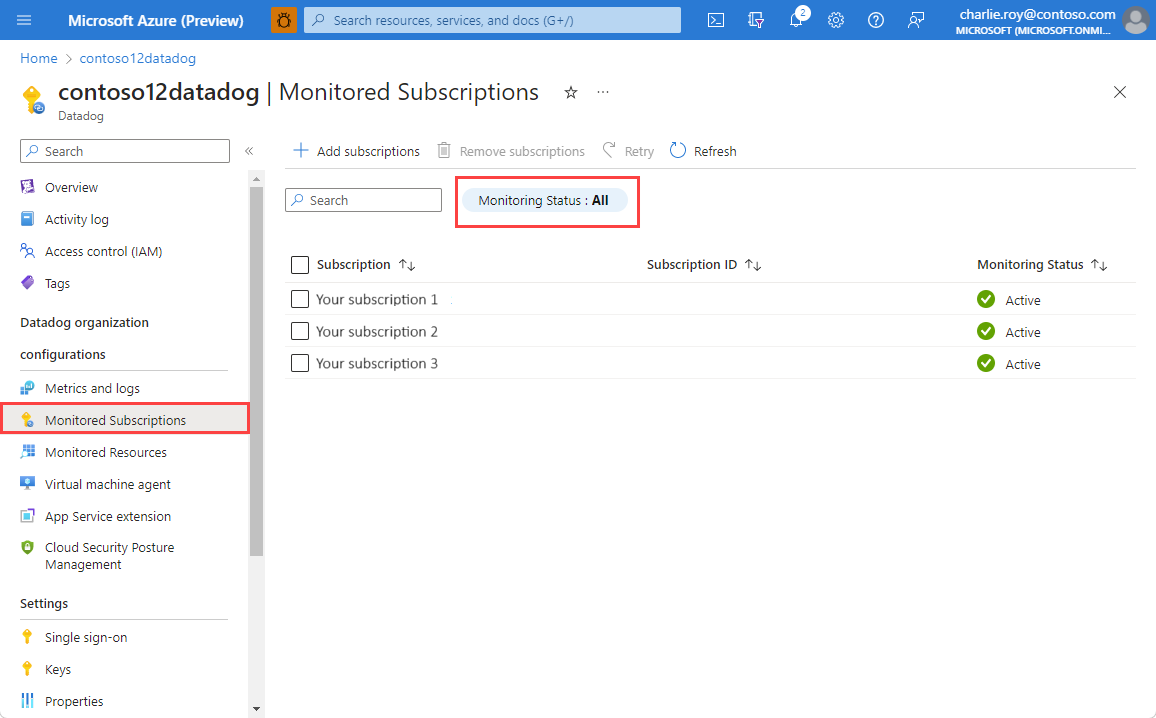 Microsoft Azure (Preview)
Search resources, services, and docs (G+/)
2
charlie.roy@contoso.com
MICROSOFT (MICROSOFT.ONMI...
Home > contoso12datadog
contoso12datadog | Monitored Subscriptions
Datadog
Search
Overview
Activity log
Access control (IAM)
Tags
Datadog organization
configurations
Metrics and logs
Monitored Subscriptions
Monitored Resources
Virtual machine agent
App Service extension
Cloud Security Posture
Management
Settings
Single sign-on
Keys
Properties
Add subscriptions Remove subscriptions Retry Refresh
Search Monitoring Status : All
Subscription Subscription ID Monitoring Status
Your subscription 1 Active
Your subscription 2 Active
Your subscription 3 Active